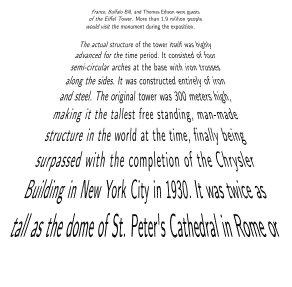 France, Buffalo Bill, and Thomas Edison were guests
of the Eiffel Tower. More than 1.9 million people
would visit the monument during the exposition.
The actual structure of the tower itself was highly
advanced for the time period. It consisted of four
semi-circular arches at the base with iron trusses
along the sides. It was constructed entirely of iron
and steel. The original tower was 300 meters high,
making it the tallest free standing, man-made
structure in the world at the time, finally being
surpassed with the completion of the Chrysler
Building in New York City in 1930. It was twice as
tall as the dome of St. Peter's Cathedral in Rome or